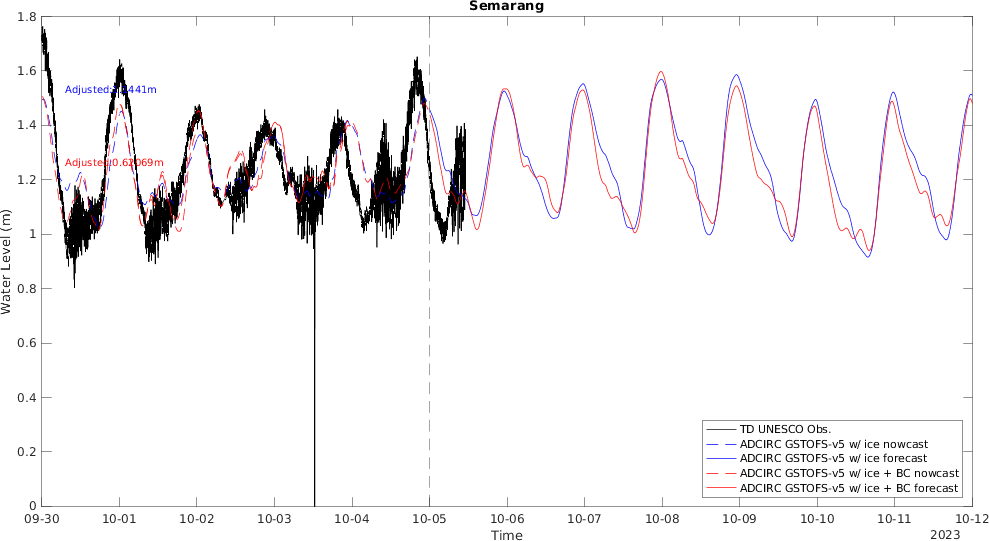 Semarang
Water Level (m)
1.8
1.6
1.4
1.2
1
0.8
0.6
0.4
0.2
0
Adjusted:0.62069m
TD UNESCO Obs.
ADCIRC GSTOFS-v5 w/ ice nowcast
ADCIRC GSTOFS-v5 w/ ice forecast
ADCIRC GSTOFS-v5 w/ ice + BC nowcast
ADCIRC GSTOFS-v5 w/ ice + BC forecast
09-30 10-01 10-02 10-03 10-04 10-05 10-06 10-07 10-08 10-09 10-10 10-11 10-12
Time
2023